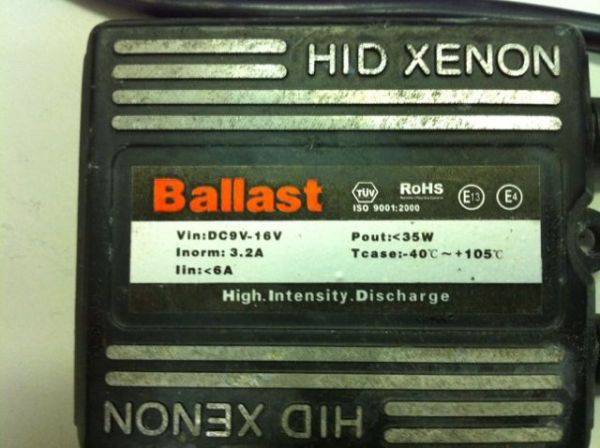 HID XENON
Ballast
TÜV
RoHS
ISO 9001:2000
E13
E4
Vin:DC9V-16V
Inorm: 3.2A
Iin:<6A
Pout:<35W
Tcase:-40℃~+105℃
High.Intensity.Discharge
HID XENON